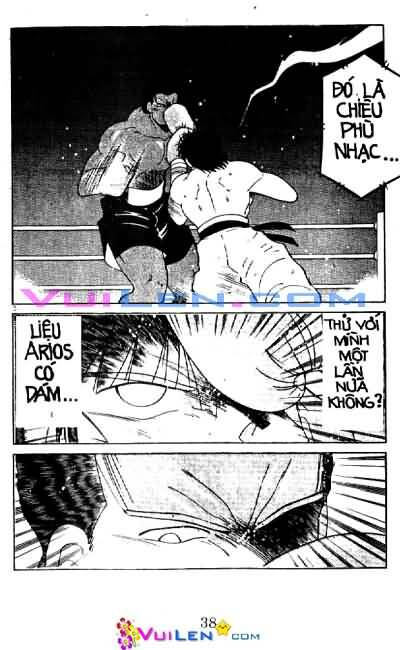 ĐÓ LÀ
CHIÊU
PHÙ
NHẠC...
VUILEN.COM
LIỆU
ARIOS
CÓ
DÁM...
THỬ VỚI
MÌNH
MỘT
LẦN
NỮA
KHÔNG?
38
VUILEN.COM